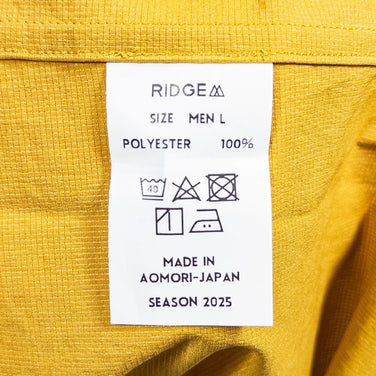 RIDGE
SIZE MEN L
POLYESTER 100%
40
MADE IN
AOMORI-JAPAN
SEASON 2025